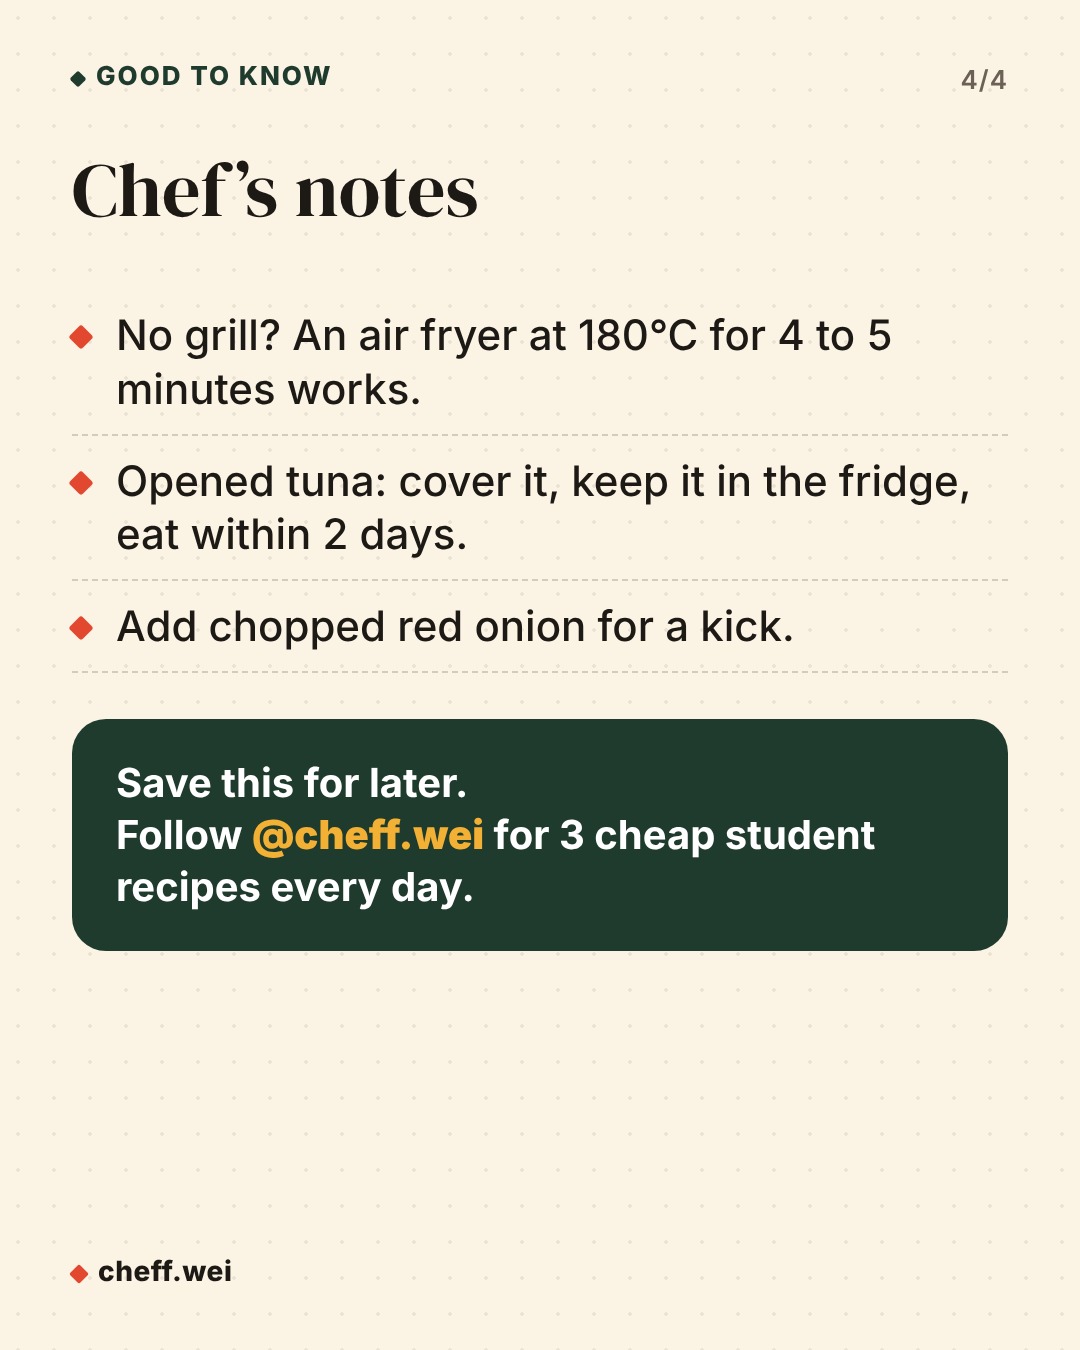 GOOD TO KNOW
4/4
Chef’s notes
No grill? An air fryer at 180°C for 4 to 5
minutes works.
Opened tuna: cover it, keep it in the fridge,
eat within 2 days.
Add chopped red onion for a kick.
Save this for later.
Follow @cheff.wei for 3 cheap student
recipes every day.
cheff.wei